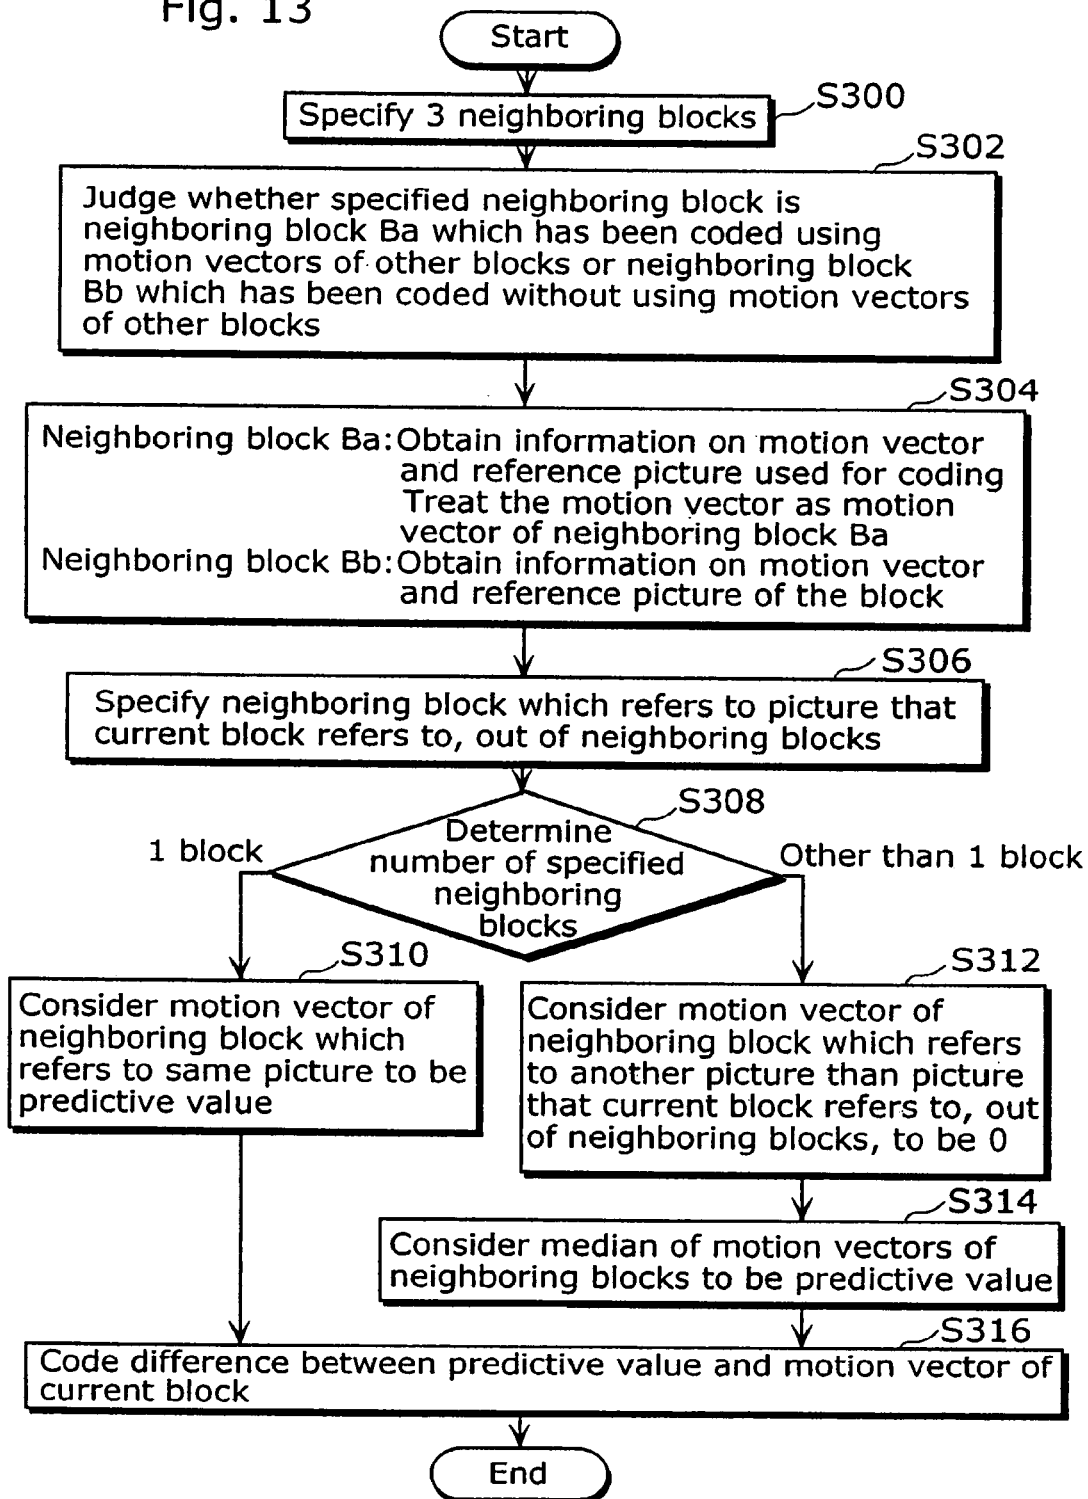 Fig. 13
Start
S300
Specify 3 neighboring blocks
S302
Judge whether specified neighboring block is
neighboring block Ba which has been coded using
motion vectors of other blocks or neighboring block
Bb which has been coded without using motion vectors
of other blocks
S304
Neighboring block Ba: Obtain information on motion vector
and reference picture used for coding
Treat the motion vector as motion
vector of neighboring block Ba
Neighboring block Bb: Obtain information on motion vector
and reference picture of the block
S306
Specify neighboring block which refers to picture that
current block refers to, out of neighboring blocks
S308
Determine
number of specified
neighboring
blocks
1 block
Other than 1 block
S310
Consider motion vector of
neighboring block which
refers to same picture to be
predictive value
S312
Consider motion vector of
neighboring block which refers
to another picture than picture
that current block refers to, out
of neighboring blocks, to be 0
S314
Consider median of motion vectors of
neighboring blocks to be predictive value
S316
Code difference between predictive value and motion vector of
current block
End